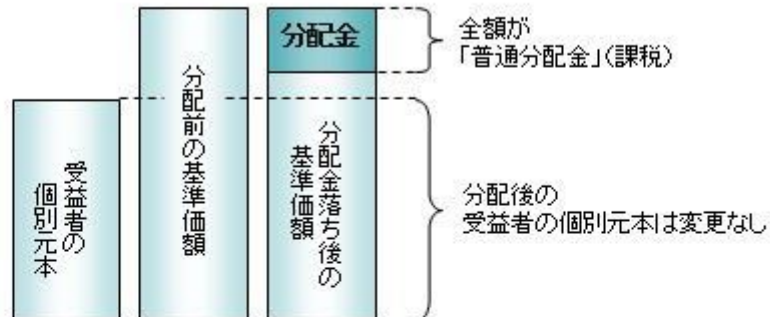 受益者の
個別元本
分配前の基準価額
分配金
分配金落ち後の
基準価額
全額が
「普通分配金」(課税)
分配後の
受益者の個別元本は変更なし